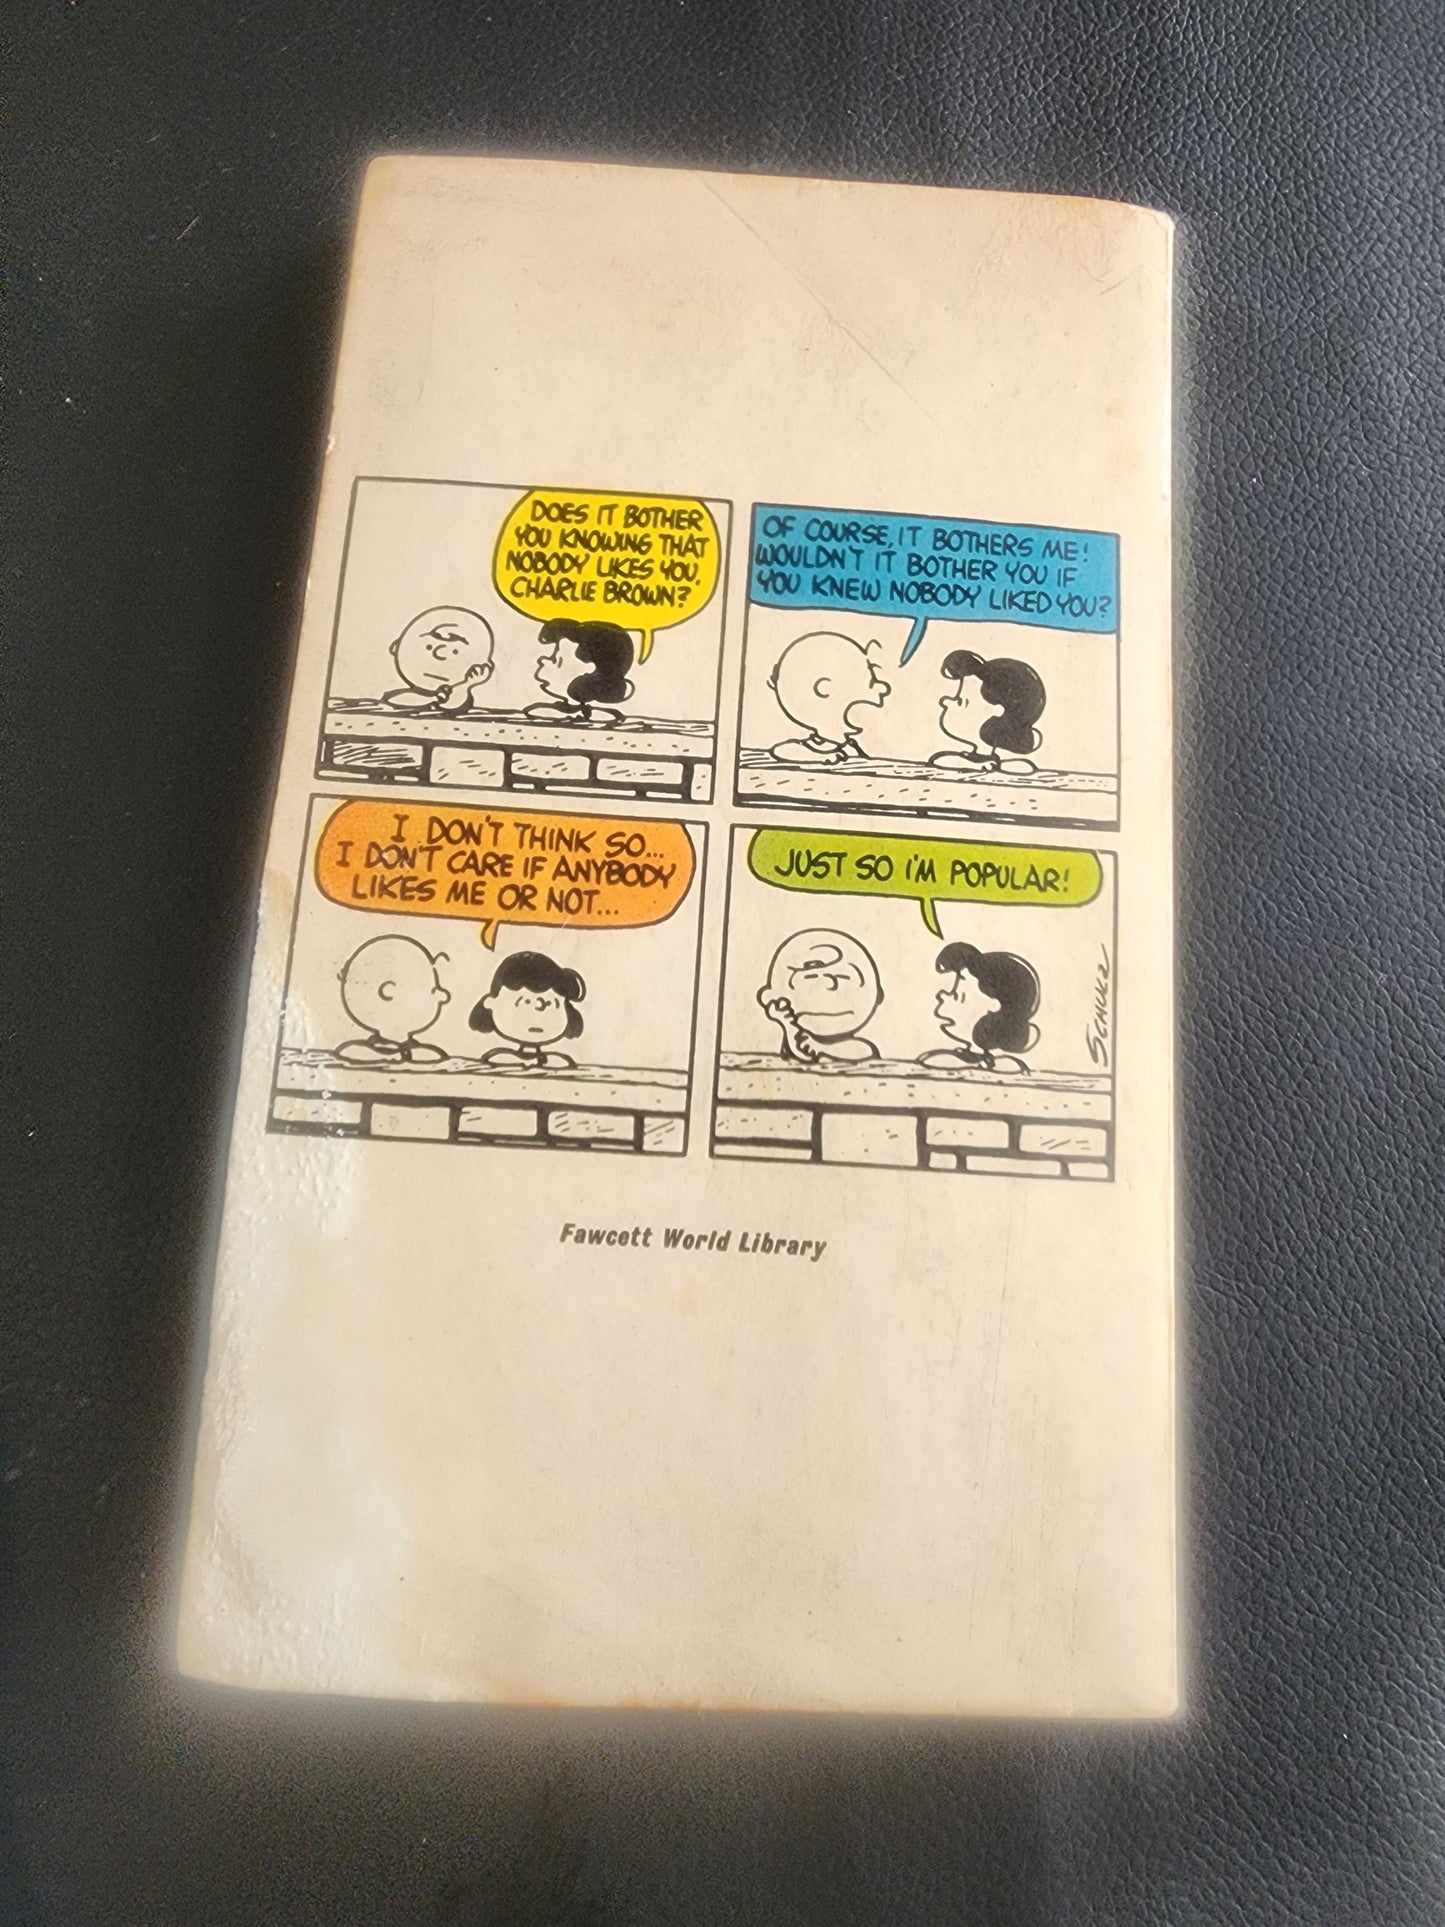 DOES IT BOTHER
YOU KNOWING THAT
NOBODY LIKES YOU,
CHARLIE BROWN?
OF COURSE, IT BOTHERS ME!
WOULDN'T IT BOTHER YOU IF
YOU KNEW NOBODY LIKED YOU?
I DON'T THINK SO...
I DON'T CARE IF ANYBODY
LIKES ME OR NOT...
JUST SO I'M POPULAR!
SCHULZ
Fawcett World Library